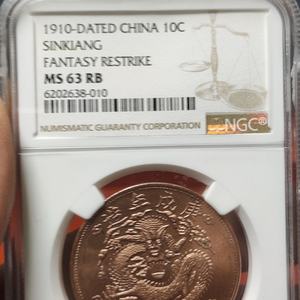 1910-DATED CHINA 10C
SINKIANG
FANTASY RESTRIKE
MS 63 RB
6202638-010
NUMISMATIC GUARANTY CORPORATION
NGC®